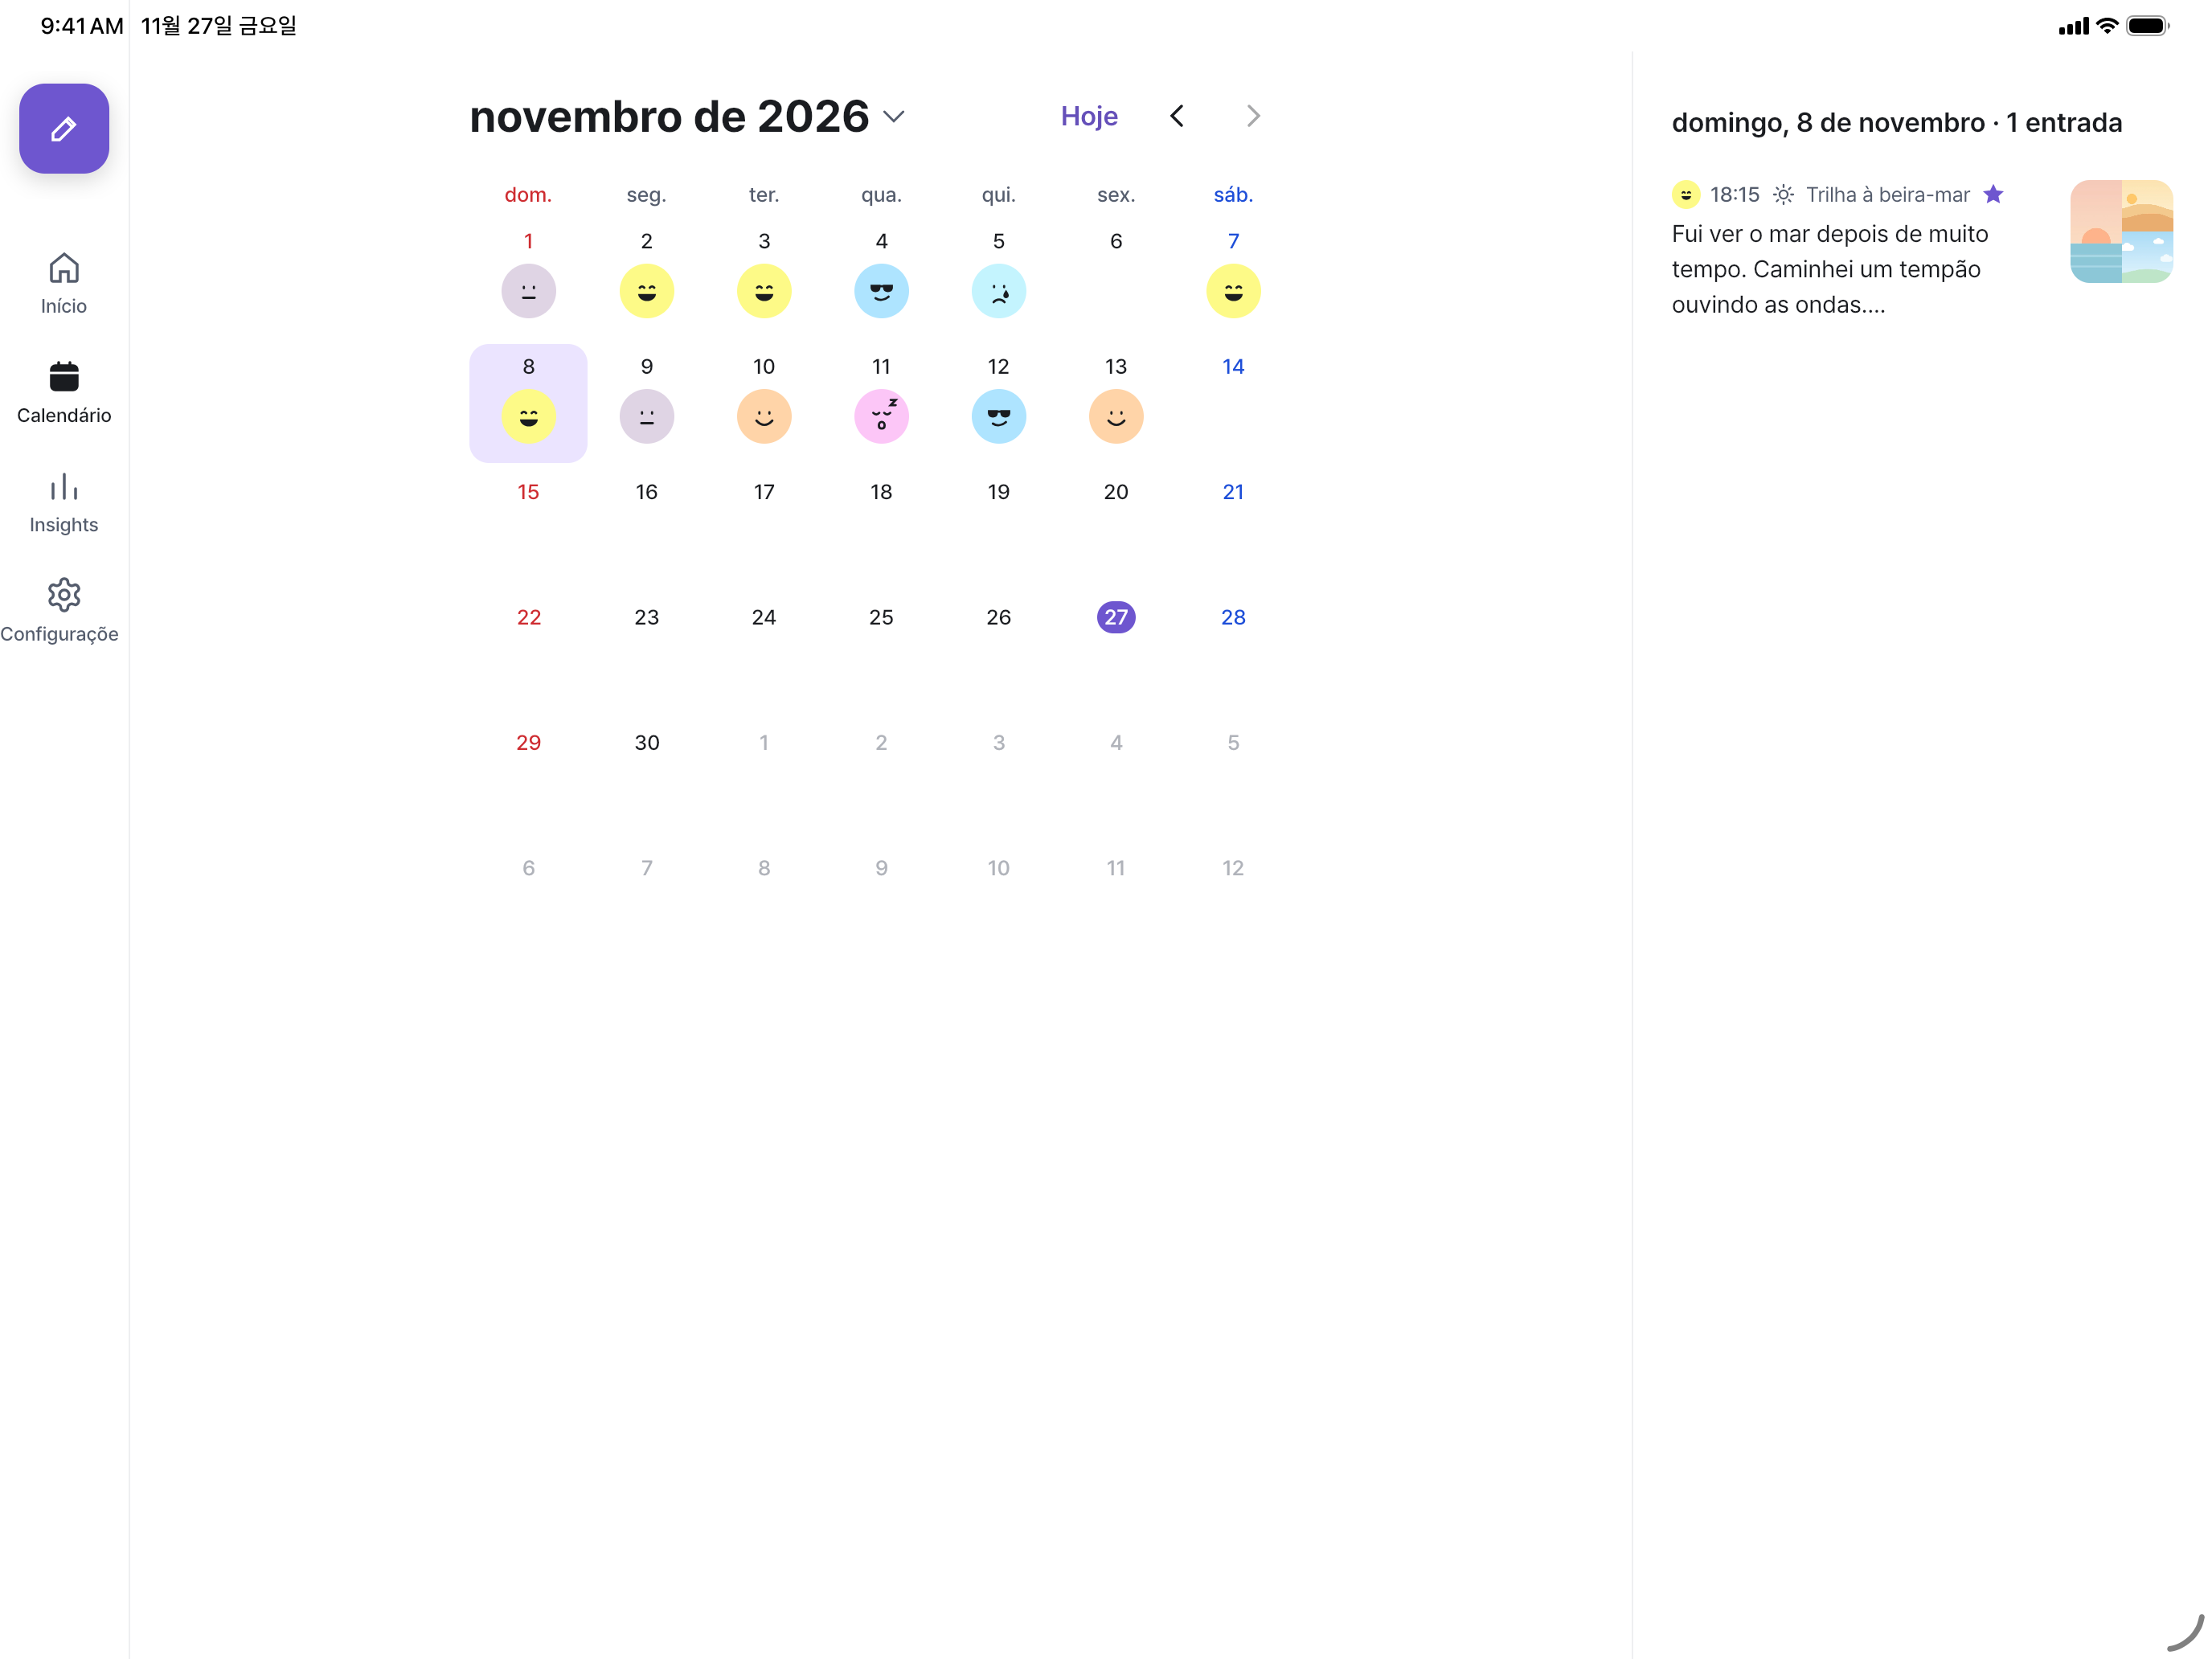 9:41 AM 11월 27일 금요일
Início
Calendário
Insights
Configuraçõe
novembro de 2026
Hoje
dom. seg. ter. qua. qui. sex. sáb.
1 2 3 4 5 6 7
8 9 10 11 12 13 14
15 16 17 18 19 20 21
22 23 24 25 26 27 28
29 30 1 2 3 4 5
6 7 8 9 10 11 12
domingo, 8 de novembro · 1 entrada
18:15 Trilha à beira-mar
Fui ver o mar depois de muito
tempo. Caminhei um tempão
ouvindo as ondas....